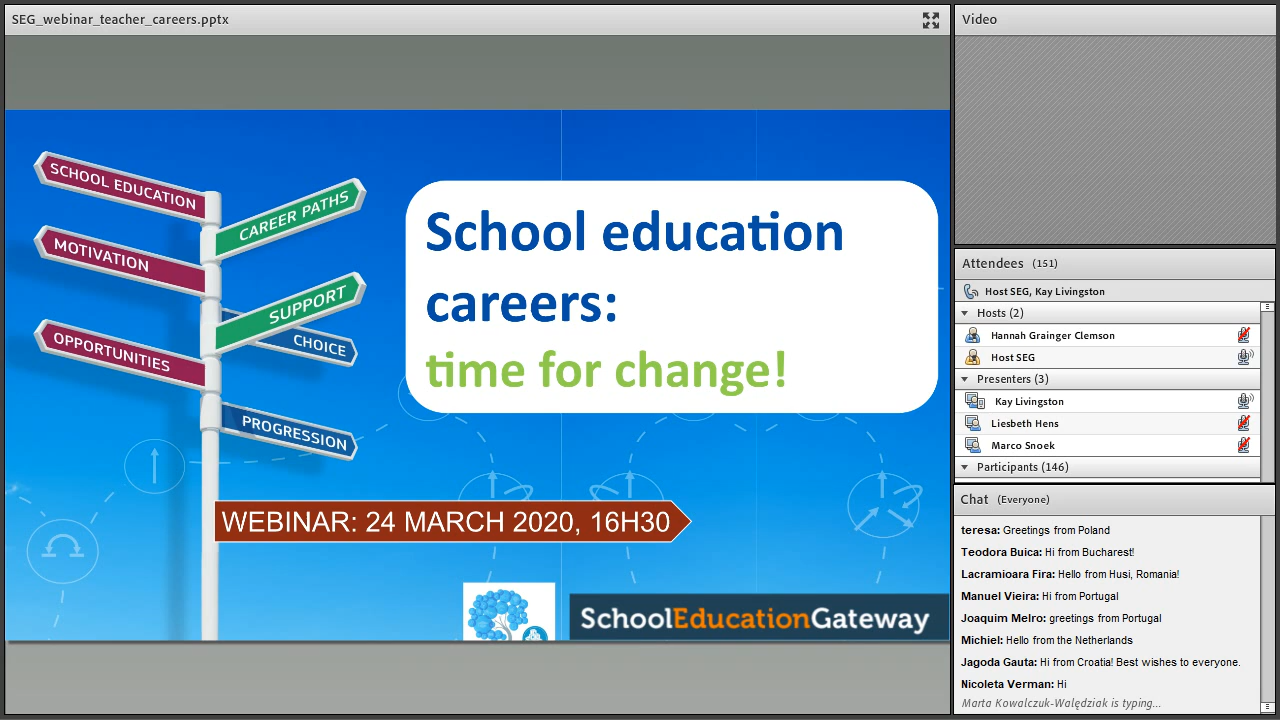 SEG_webinar_teacher_careers.pptx
SCHOOL EDUCATION
CAREER PATHS
MOTIVATION
SUPPORT
CHOICE
OPPORTUNITIES
PROGRESSION
School education
careers:
time for change!
WEBINAR: 24 MARCH 2020, 16H30
SchoolEducationGateway
Video
Attendees (151)
Host SEG, Kay Livingston
Hosts (2)
Hannah Grainger Clemson
Host SEG
Presenters (3)
Kay Livingston
Liesbeth Hens
Marco Snoek
Participants (146)
Chat (Everyone)
teresa: Greetings from Poland
Teodora Buica: Hi from Bucharest!
Lacramioara Fira: Hello from Husi, Romania!
Manuel Vieira: Hi from Portugal
Joaquim Melro: greetings from Portugal
Michiel: Hello from the Netherlands
Jagoda Gauta: Hi from Croatia! Best wishes to everyone.
Nicoleta Verman: Hi
Marta Kowalczuk-Walędziak is typing...